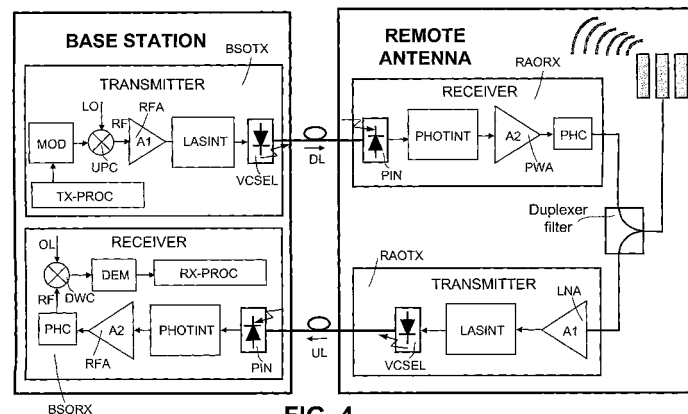 BASE STATION
BSOTX
TRANSMITTER
LO
RFA
RF
MOD
UPC
A1
LASINT
VCSEL
TX-PROC
DL
REMOTE
ANTENNA
RAORX
RECEIVER
PIN
PHOTINT
A2
PWA
PHC
Duplexer
filter
RECEIVER
OL
DWC
DEM
RX-PROC
RF
PHC
A2
RFA
PHOTINT
PIN
BSORX
UL
RAOTX
TRANSMITTER
LNA
VCSEL
LASINT
A1
FIG. 4